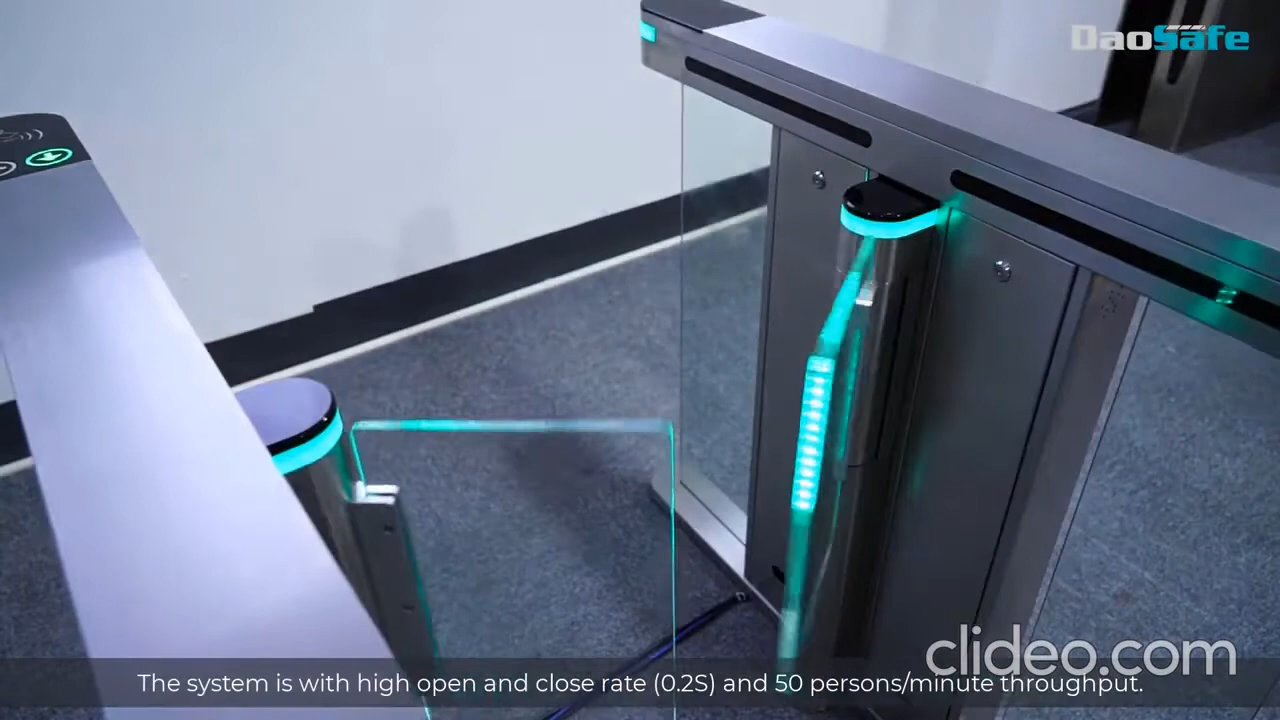 DaoSafe
clideo.com
The system is with high open and close rate (0.2S) and 50 persons/minute throughput.